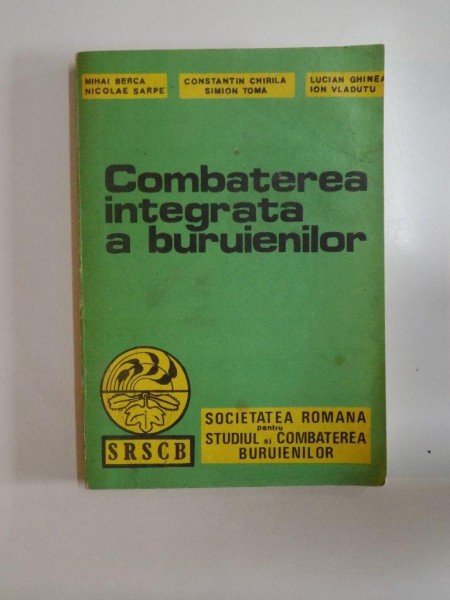 MIHAI BERCA
NICOLAE SARPE
CONSTANTIN CHIRILA
SIMION TOMA
LUCIAN GHINEA
ION VLADUTU
Combaterea
integrata
a buruienilor
SRSCB
SOCIETATEA ROMANA
pentru
STUDIUL si COMBATEREA
BURUIENILOR